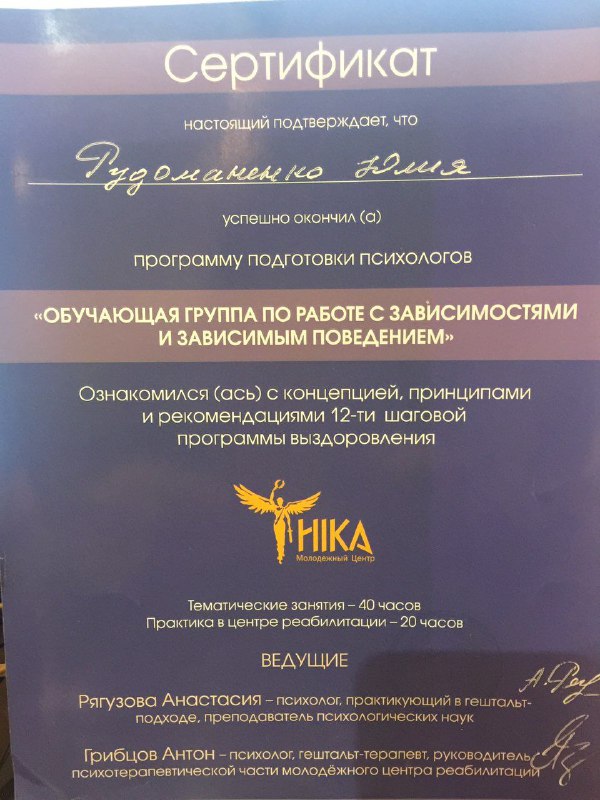 Сертификат
настоящий подтверждает, что
Рудоманенко Юлия
успешно окончил (а)
программу подготовки психологов
«ОБУЧАЮЩАЯ ГРУППА ПО РАБОТЕ С ЗАВИСИМОСТЯМИ
И ЗАВИСИМЫМ ПОВЕДЕНИЕМ»
Ознакомился (ась) с концепцией, принципами
и рекомендациями 12-ти шаговой
программы выздоровления
НІКА
Молодежный Центр
Тематические занятия – 40 часов
Практика в центре реабилитации – 20 часов
ВЕДУЩИЕ
Рягузова Анастасия – психолог, практикующий в гештальт-
подходе, преподаватель психологических наук
Грибцов Антон – психолог, гештальт-терапевт, руководитель
психотерапевтической части молодёжного центра реабилитации